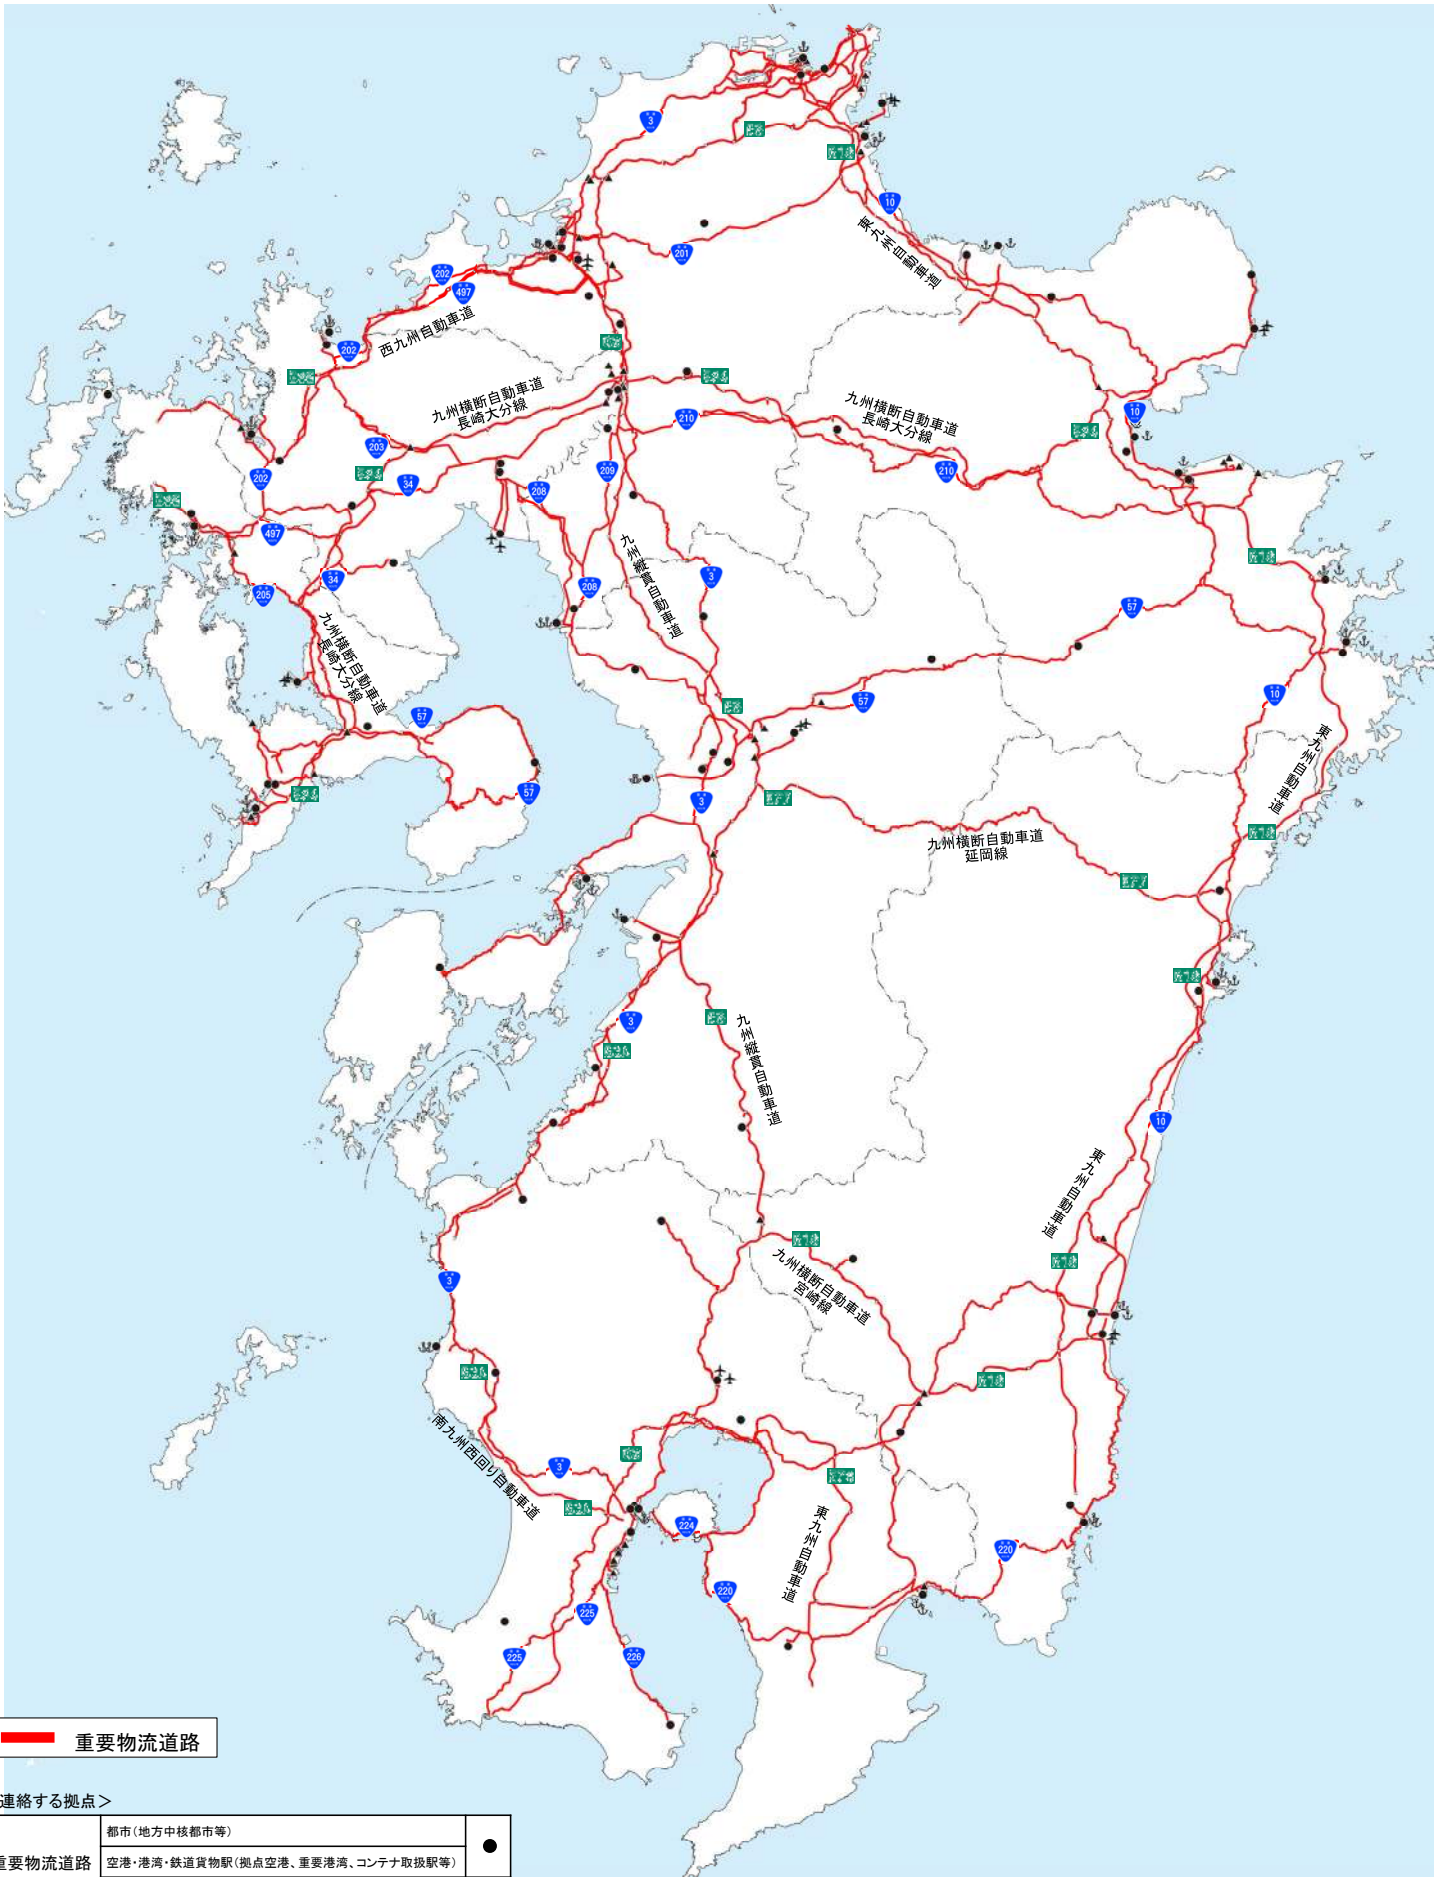 3
10
201
東九州自動車道
202
497
西九州自動車道
202
九州横断自動車道
長崎大分線
203
210
九州横断自動車道
長崎大分線
10
210
202
34
208
209
497
九州縦貫自動車道
3
34
205
208
57
九州横断自動車道
長崎大分線
57
57
10
東九州自動車道
57
3
九州横断自動車道
延岡線
3
九州縦貫自動車道
10
東九州自動車道
九州横断自動車道
宮崎線
3
南九州西回り自動車道
3
224
東九州自動車道
220
220
225
225
226
重要物流道路
連絡する拠点>
都市(地方中核都市等)
重要物流道路
空港・港湾・鉄道貨物駅(拠点空港、重要港湾、コンテナ取扱駅等)